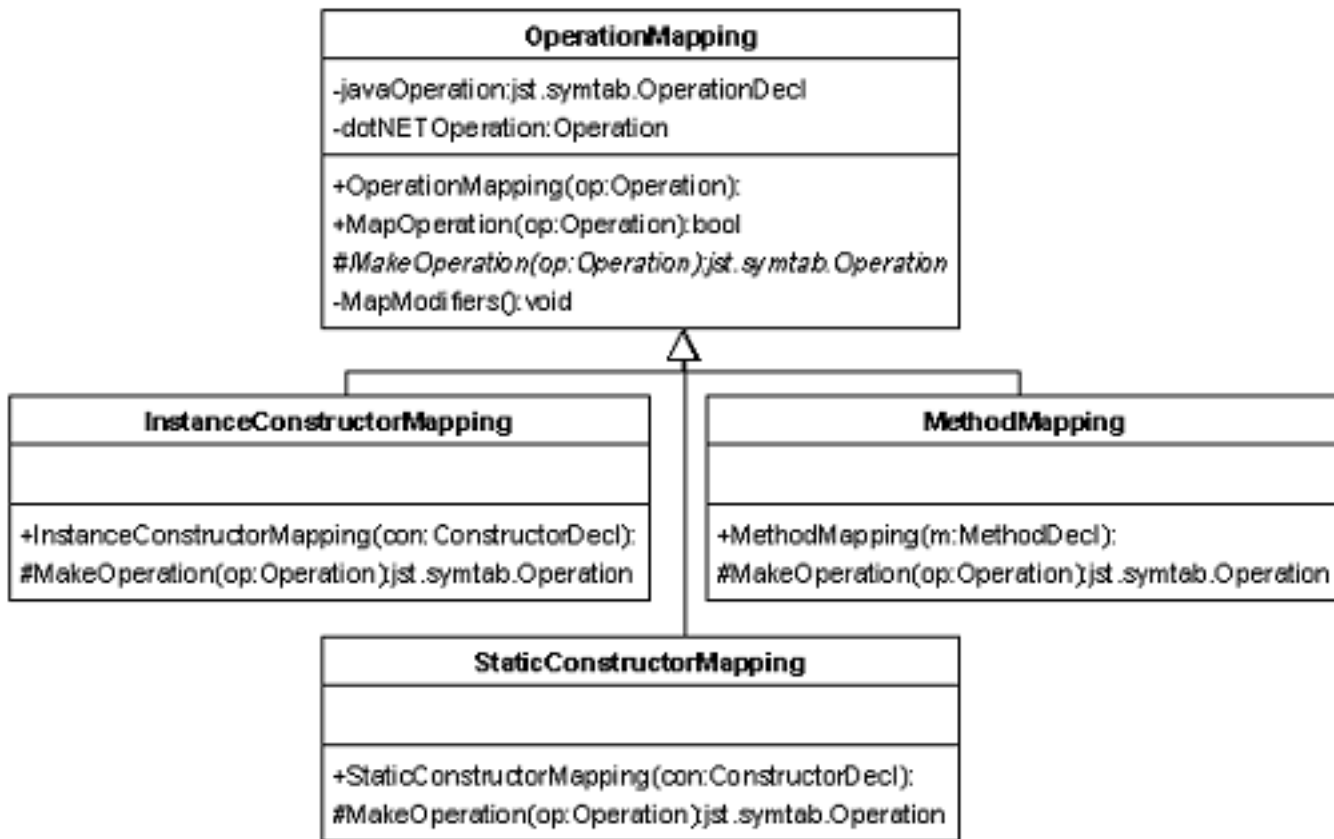 OperationMapping
-javaOperation:jst.symtab.OperationDecl
-dotNETOperation:Operation
+OperationMapping(op:Operation):
+MapOperation(op:Operation):bool
#MakeOperation(op:Operation):jst.symtab.Operation
-MapModifiers():void
InstanceConstructorMapping
+InstanceConstructorMapping(con:ConstructorDecl):
#MakeOperation(op:Operation):jst.symtab.Operation
MethodMapping
+MethodMapping(m:MethodDecl):
#MakeOperation(op:Operation):jst.symtab.Operation
StaticConstructorMapping
+StaticConstructorMapping(con:ConstructorDecl):
#MakeOperation(op:Operation):jst.symtab.Operation